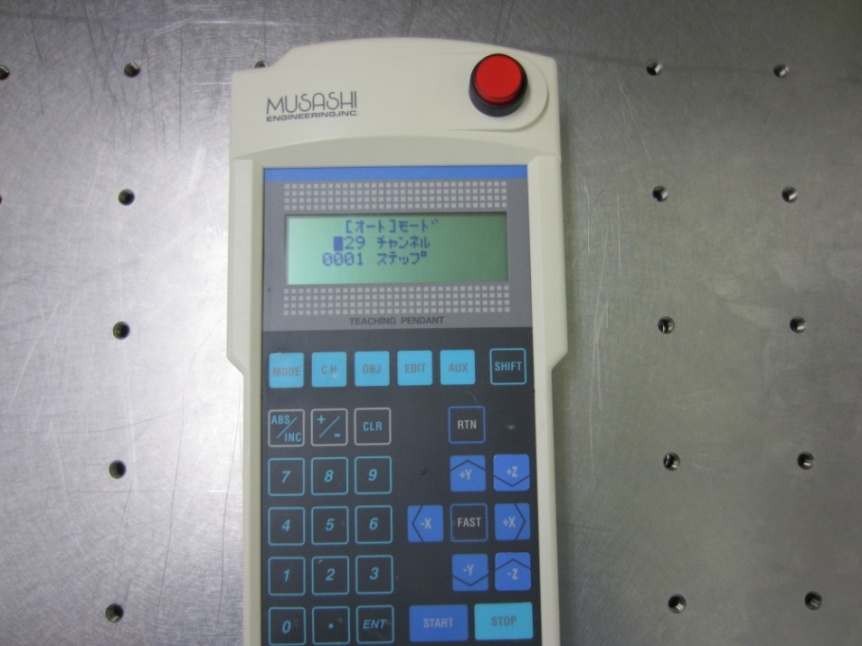 MUSASHI
ENGINEERING,INC.
[オート]モード
29 チャンネル
0001 ステップ
TEACHING PENDANT
MODE CH OBJ EDIT AUX SHIFT
ABS/INC +/- CLR RTN
7 8 9 +Y +Z
4 5 6 -X FAST +X
1 2 3 -Y -Z
0 . ENT START STOP